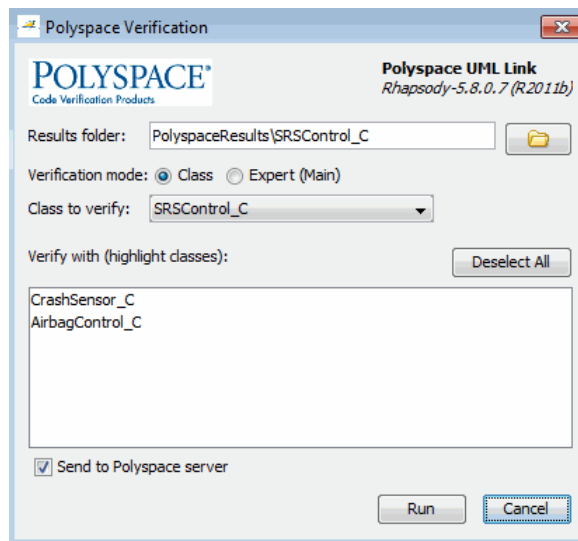 Polyspace Verification
POLYSPACE®
Code Verification Products
Polyspace UML Link
Rhapsody-5.8.0.7 (R2011b)
Results folder: PolyspaceResults\SRSControl_C
Verification mode: Class Expert (Main)
Class to verify: SRSControl_C
Verify with (highlight classes): Deselect All
CrashSensor_C
AirbagControl_C
Send to Polyspace server
Run Cancel